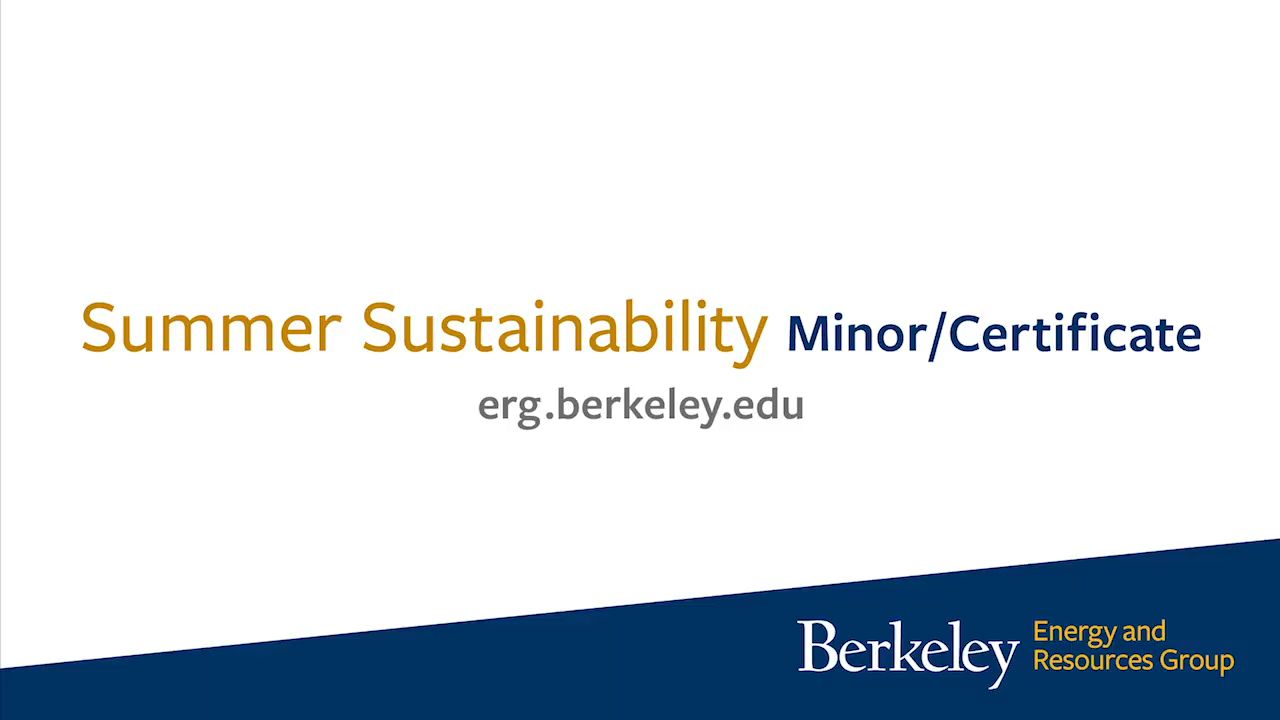 Summer Sustainability Minor/Certificate
erg.berkeley.edu
Berkeley
Energy and
Resources Group